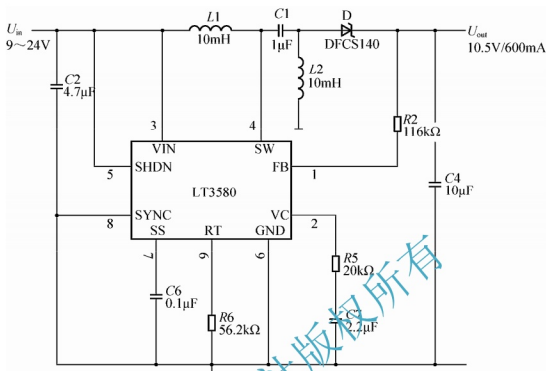 L1
C1
D
Uin
10mH
1μF
DFCS140
Uout
9~24V
10.5V/600mA
L2
10mH
C2
4.7μF
R2
116kΩ
3
4
VIN
SW
5
SHDN
FB
1
C4
10μF
LT3580
8
SYNC
VC
2
SS
RT
GND
7
6
9
R5
20kΩ
C6
0.1μF
R6
56.2kΩ
2.2μF
版权所有